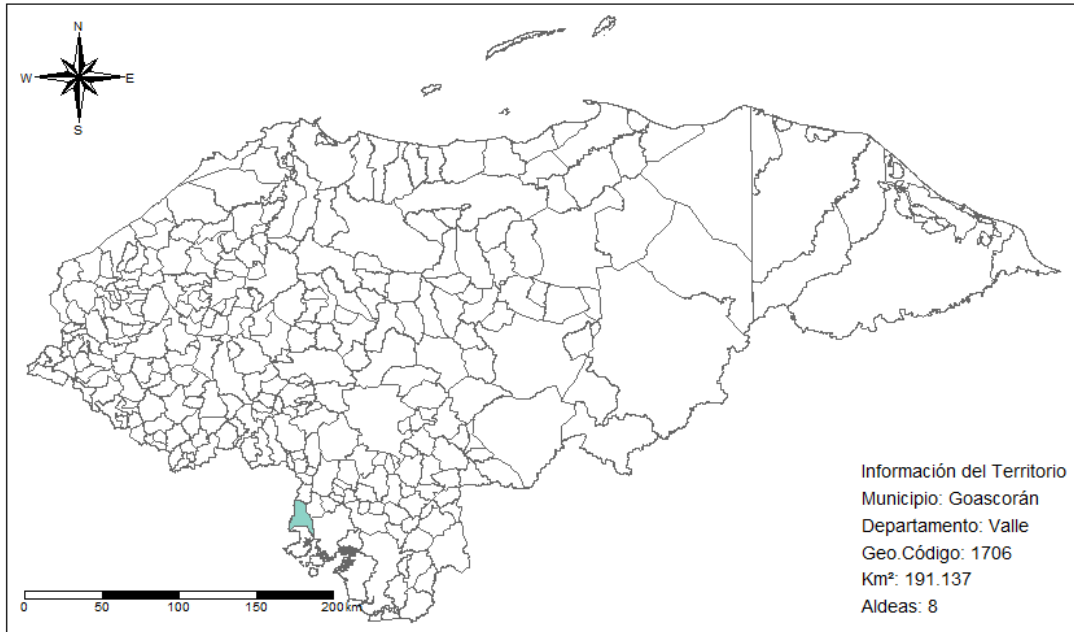 N
W E
S
Información del Territorio
Municipio: Goascorán
Departamento: Valle
Geo.Código: 1706
Km²: 191.137
Aldeas: 8
0 50 100 150 200 km